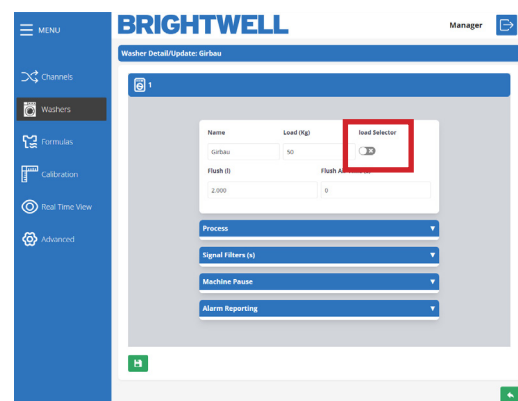 MENU
BRIGHTWELL
Manager
Washer Detail/Update: Girbau
Channels
Washers
Formulas
Calibration
Real Time View
Advanced
1
Name Load (Kg) load Selector
Girbau 50
Flush (l) Flush
2.000 0
Process
Signal Filters (s)
Machine Pause
Alarm Reporting